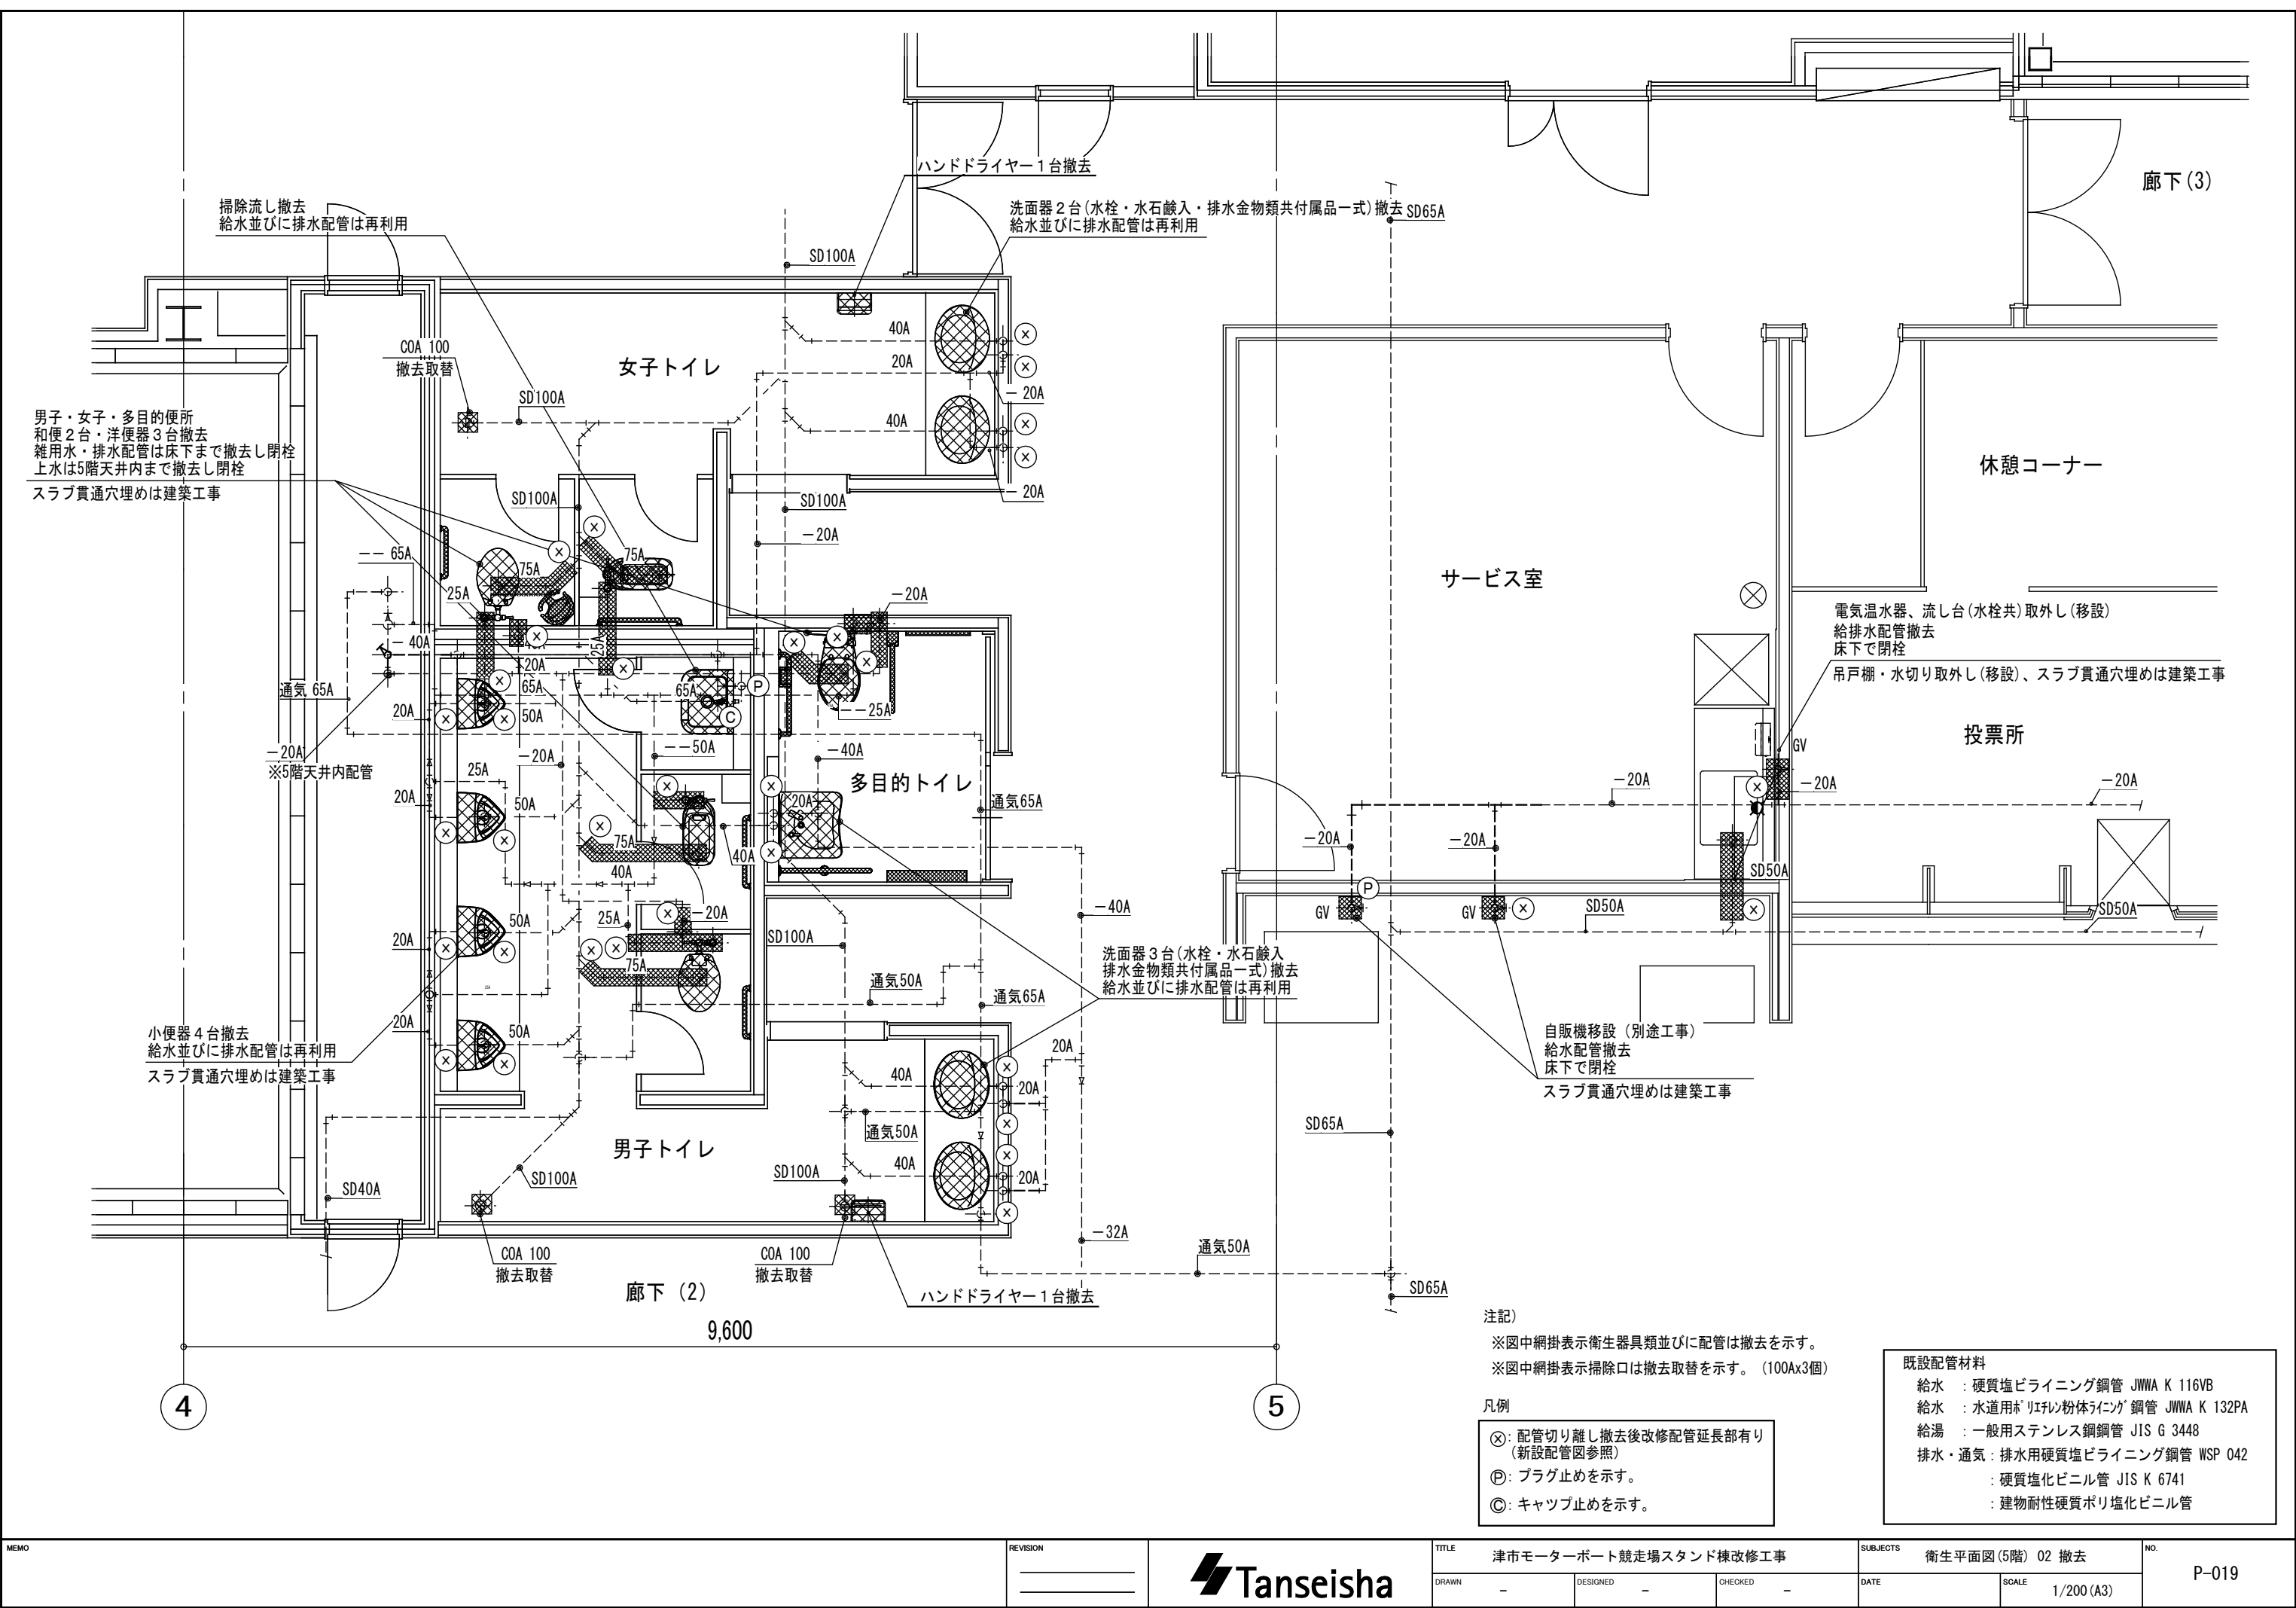 ハンドドライヤー１台撤去
廊下(3)
掃除流し撤去
給水並びに排水配管は再利用
洗面器２台(水栓・水石鹸入・排水金物類共付属品一式)撤去
給水並びに排水配管は再利用
SD65A
SD100A
40A
COA 100
撤去取替
女子トイレ
20A
－20A
SD100A
男子・女子・多目的便所
和便２台・洋便器３台撤去
雑用水・排水配管は床下まで撤去し閉栓
上水は5階天井内まで撤去し閉栓
スラブ貫通穴埋めは建築工事
40A
休憩コーナー
SD100A
SD100A
－20A
－20A
－－65A
75A
75A
サービス室
25A
－20A
電気温水器、流し台(水栓共)取外し(移設)
給排水配管撤去
床下で閉栓
吊戸棚・水切り取外し(移設)、スラブ貫通穴埋めは建築工事
－40A
25A
20A
通気 65A
65A
65A
P
20A
50A
C
－－25A
投票所
GV
－20A
※5階天井内配管
－20A
－－50A
－40A
25A
多目的トイレ
－20A
－20A
－20A
20A
50A
20A
通気65A
75A
40A
－20A
－20A
40A
SD50A
P
25A
－20A
－40A
GV
GV
SD50A
SD50A
50A
20A
SD100A
75A
洗面器３台(水栓・水石鹸入
排水金物類共付属品一式)撤去
給水並びに排水配管は再利用
通気50A
通気65A
20A
50A
小便器４台撤去
給水並びに排水配管は再利用
スラブ貫通穴埋めは建築工事
自販機移設（別途工事）
給水配管撤去
床下で閉栓
スラブ貫通穴埋めは建築工事
20A
40A
20A
SD65A
通気50A
男子トイレ
40A
SD100A
20A
SD100A
SD40A
－32A
COA 100
撤去取替
COA 100
撤去取替
通気50A
SD65A
廊下（2）
ハンドドライヤー１台撤去
9,600
4
5
注記）
※図中網掛表示衛生器具類並びに配管は撤去を示す。
※図中網掛表示掃除口は撤去取替を示す。（100Ax3個）
凡例
ⓧ: 配管切り離し撤去後改修配管延長部有り
（新設配管図参照）
Ⓟ: プラグ止めを示す。
Ⓒ: キャップ止めを示す。
既設配管材料
給水 : 硬質塩ビライニング鋼管 JWWA K 116VB
給水 : 水道用ﾎﾟﾘｴﾁﾚﾝ粉体ﾗｲﾆﾝｸﾞ鋼管 JWWA K 132PA
給湯 : 一般用ステンレス鋼鋼管 JIS G 3448
排水・通気 : 排水用硬質塩ビライニング鋼管 WSP 042
: 硬質塩化ビニル管 JIS K 6741
: 建物耐性硬質ポリ塩化ビニル管
MEMO
REVISION
Tanseisha
TITLE
津市モーターボート競走場スタンド棟改修工事
SUBJECTS
衛生平面図(5階) 02 撤去
NO.
P-019
DRAWN
－
DESIGNED
－
CHECKED
－
DATE
SCALE
1/200(A3)